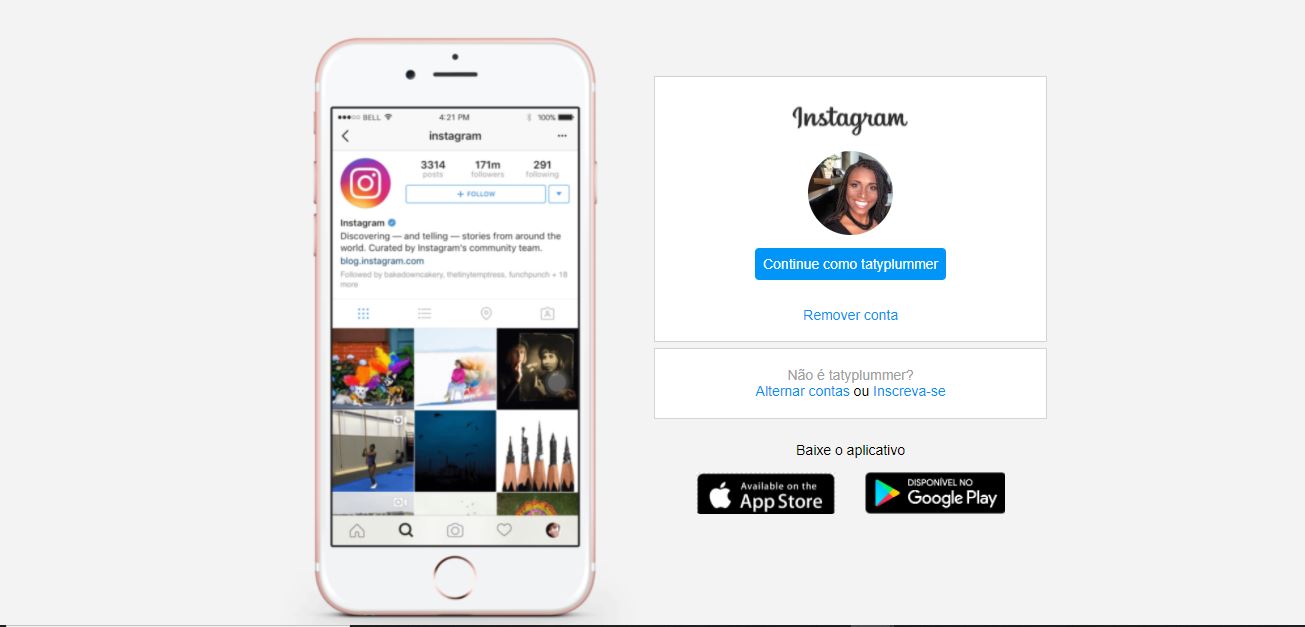 BELL
4:21 PM
100%
instagram
3314
posts
171m
followers
291
following
+ FOLLOW
Instagram
Discovering — and telling — stories from around the
world. Curated by Instagram's community team.
blog.instagram.com
Followed by bakedowncakery, thetinytemptress, funchpunch + 18
more
Instagram
Continue como tatyplummer
Remover conta
Não é tatyplummer?
Alternar contas ou Inscreva-se
Baixe o aplicativo
Available on the
App Store
DISPONÍVEL NO
Google Play